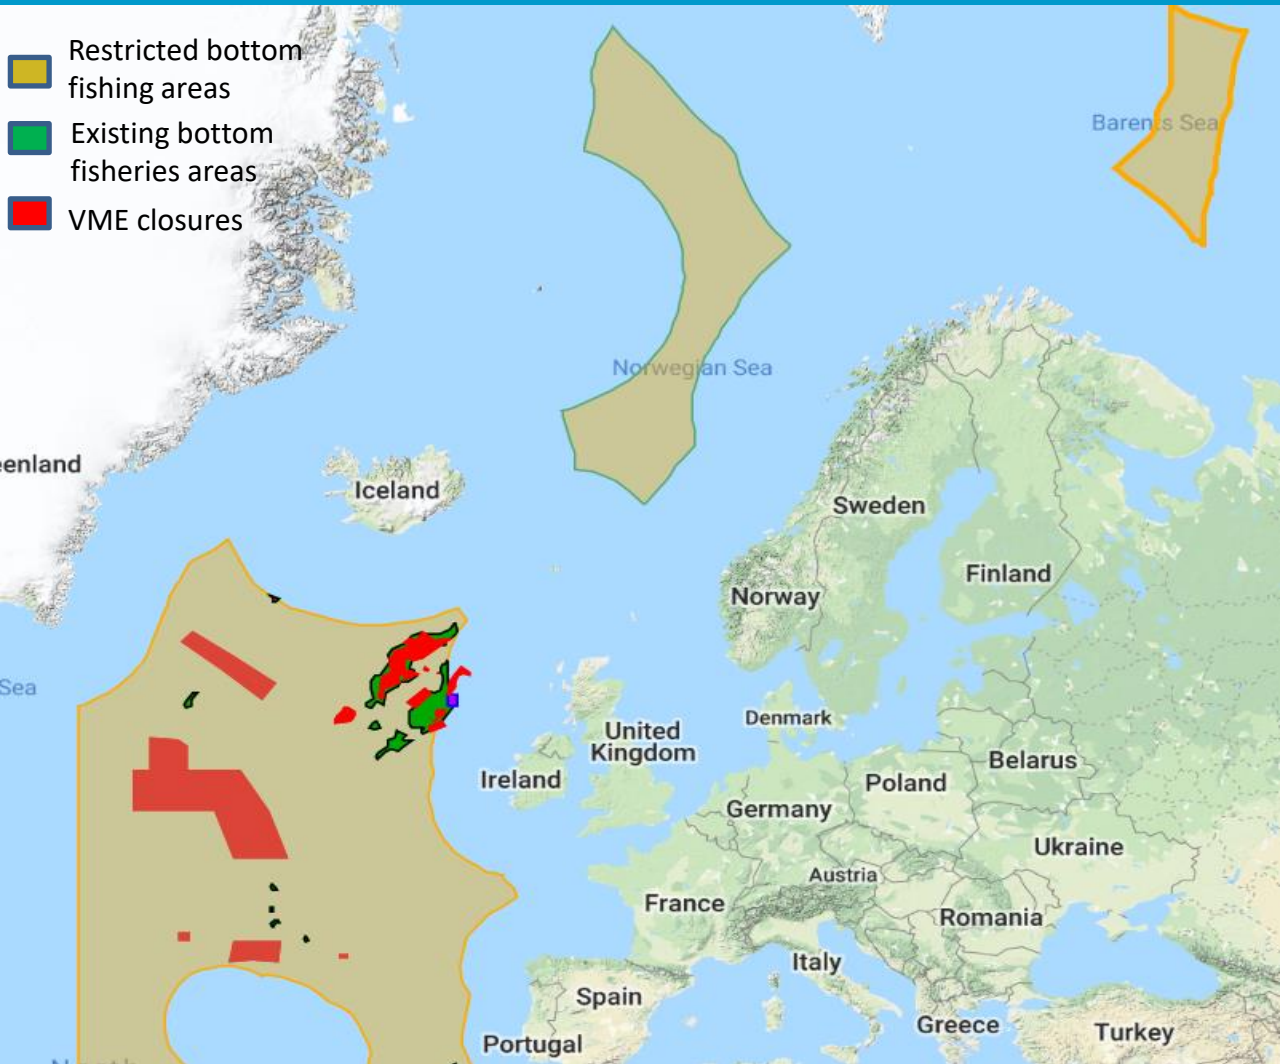 Restricted bottom
fishing areas
Existing bottom
fisheries areas
VME closures
Barents Sea
Norwegian Sea
eenland
Iceland
Sweden
Finland
Norway
Sea
Denmark
United
Kingdom
Ireland
Belarus
Poland
Germany
Ukraine
Austria
France
Romania
Italy
Spain
Greece
Turkey
Portugal